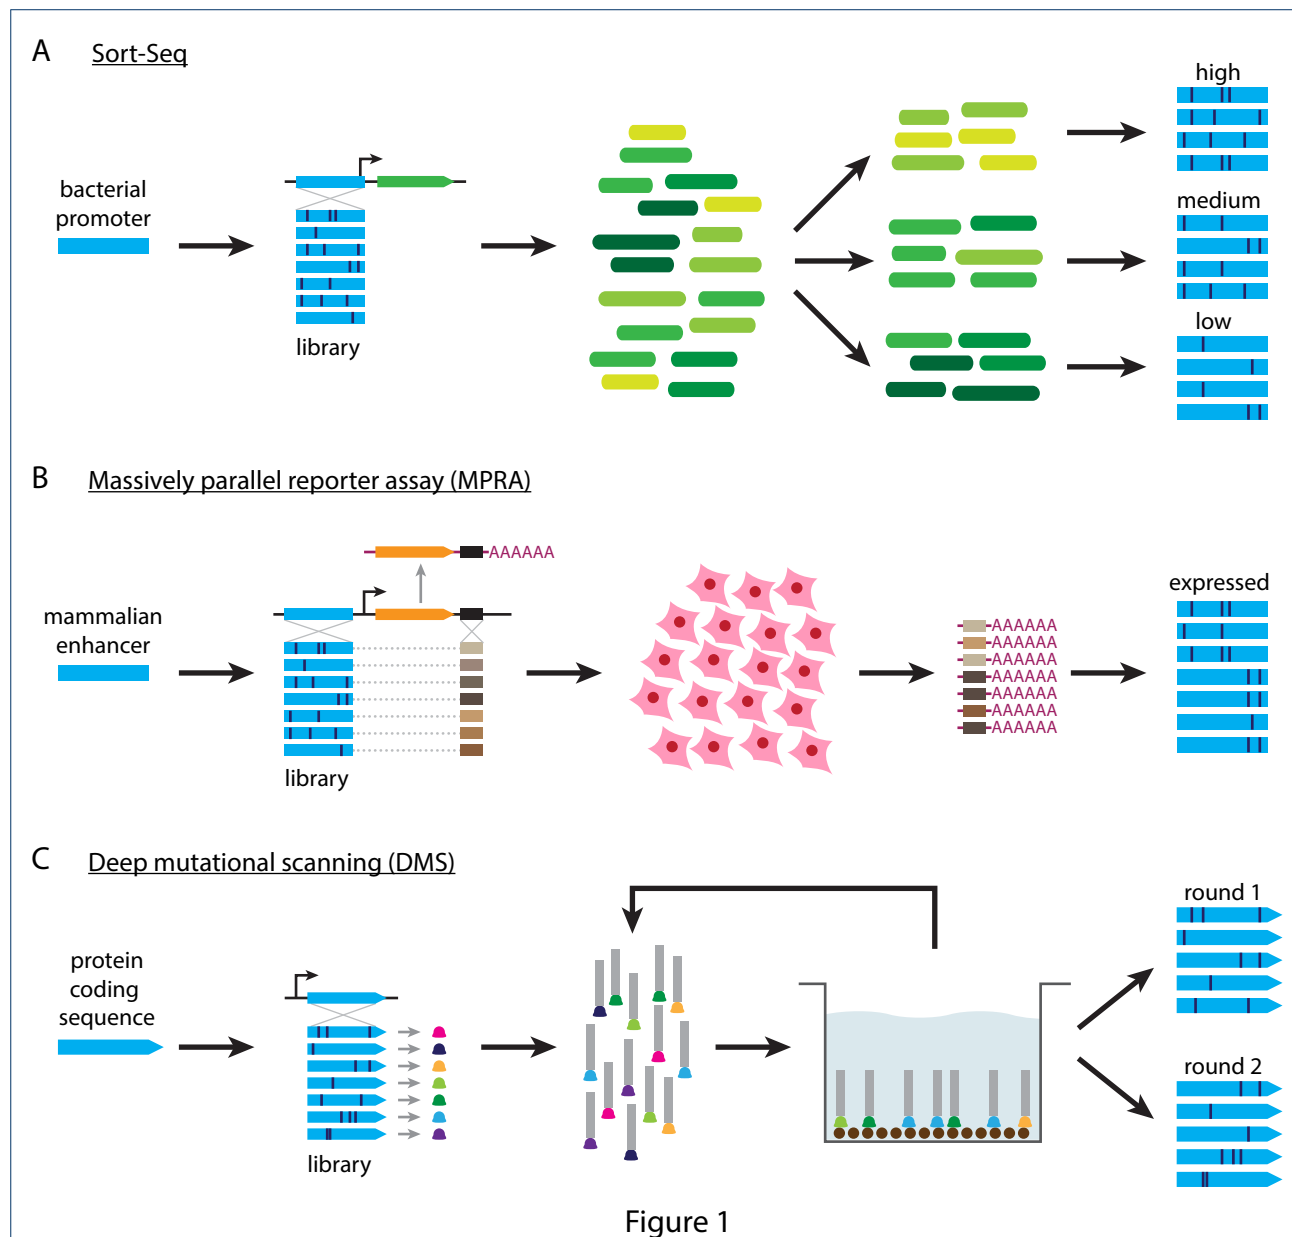 A
Sort-Seq
bacterial
promoter
library
high
medium
low
B
Massively parallel reporter assay (MPRA)
AAAAAA
mammalian
enhancer
library
AAAAAA
AAAAAA
AAAAAA
AAAAAA
AAAAAA
AAAAAA
AAAAAA
expressed
C
Deep mutational scanning (DMS)
protein
coding
sequence
library
round 1
round 2
Figure 1